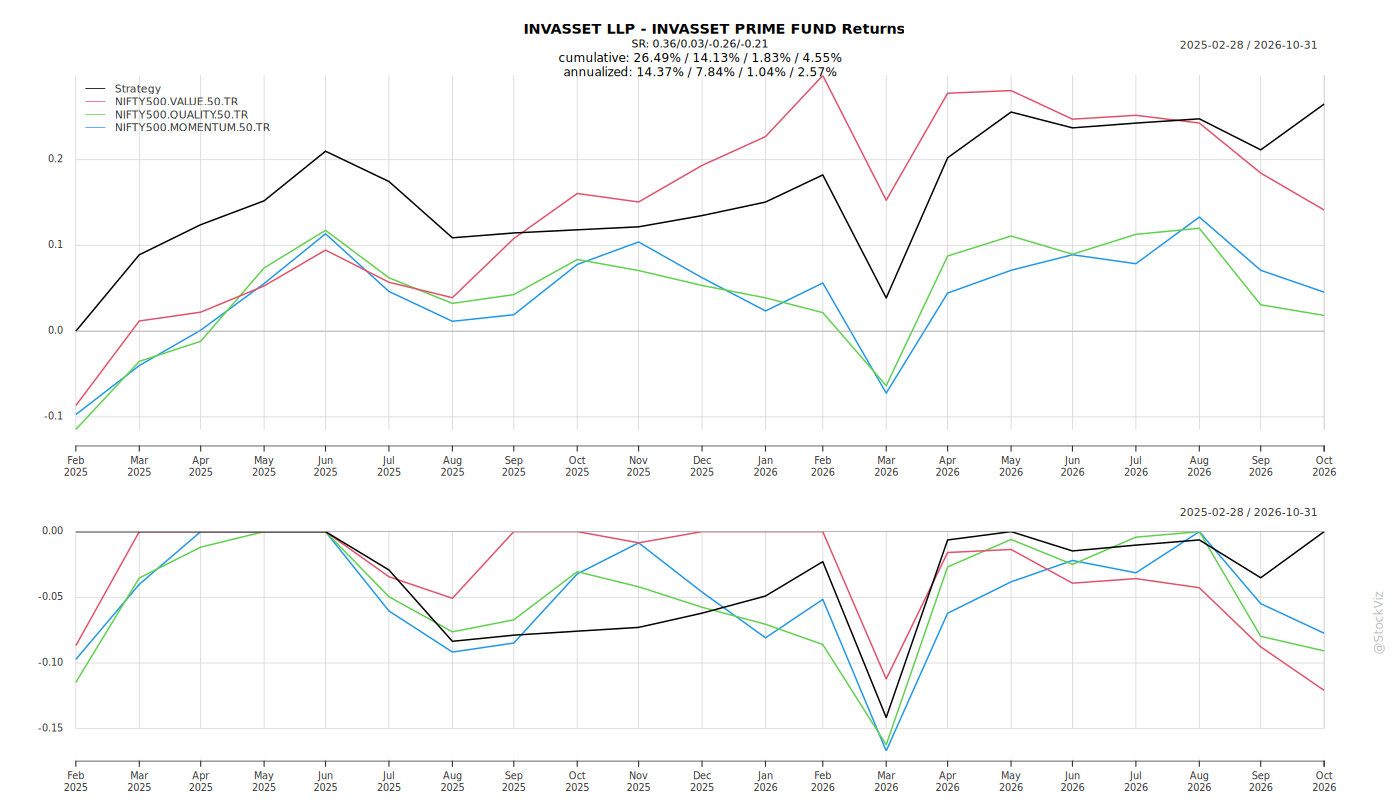 INVASSET LLP - INVASSET PRIME FUND Returns
SR: 0.36/0.03/-0.26/-0.21
cumulative: 26.49% / 14.13% / 1.83% / 4.55%
annualized: 14.37% / 7.84% / 1.04% / 2.57%
2025-02-28 / 2026-10-31
Strategy
NIFTY500.VALUE.50.TR
NIFTY500.QUALITY.50.TR
NIFTY500.MOMENTUM.50.TR
0.2
0.1
0.0
-0.1
Feb Mar Apr May Jun Jul Aug Sep Oct Nov Dec Jan Feb Mar Apr May Jun Jul Aug Sep Oct
2025 2025 2025 2025 2025 2025 2025 2025 2025 2025 2025 2026 2026 2026 2026 2026 2026 2026 2026 2026 2026
2025-02-28 / 2026-10-31
0.00
-0.05
-0.10
-0.15
Feb Mar Apr May Jun Jul Aug Sep Oct Nov Dec Jan Feb Mar Apr May Jun Jul Aug Sep Oct
2025 2025 2025 2025 2025 2025 2025 2025 2025 2025 2025 2026 2026 2026 2026 2026 2026 2026 2026 2026 2026
@StockViz